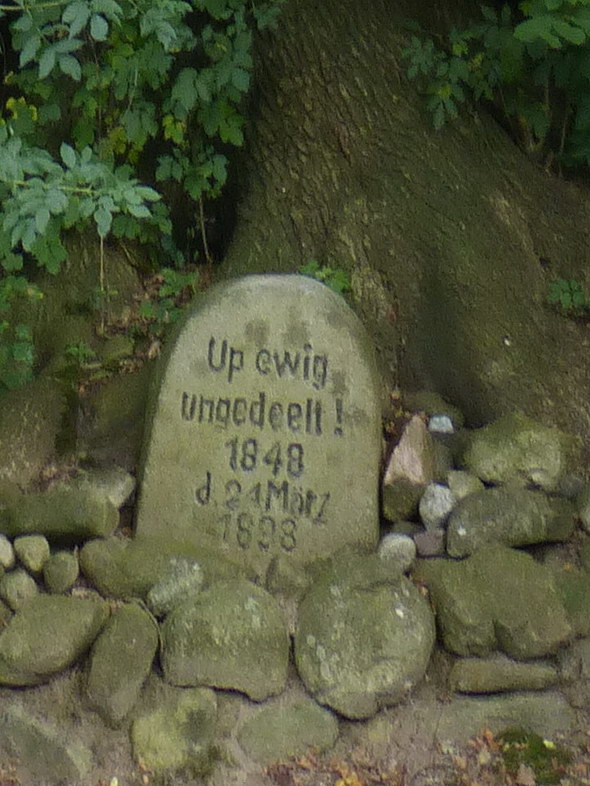 Up ewig
ungedeelt!
1848
d. 24 März
1898